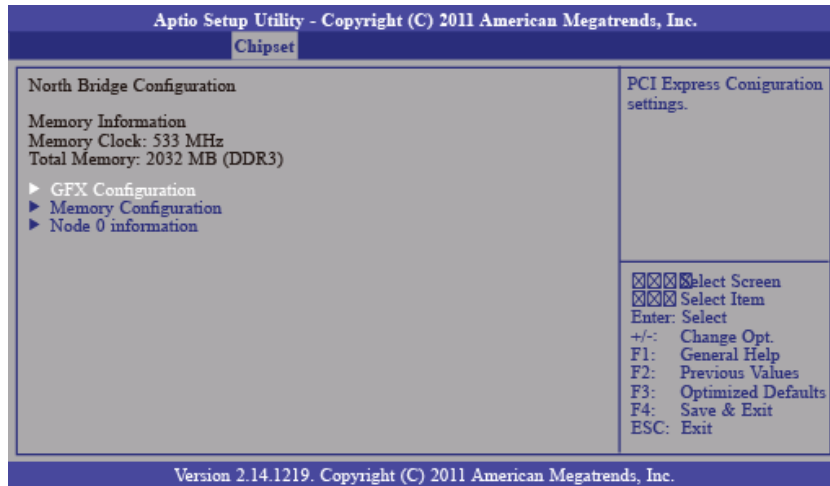 Aptio Setup Utility - Copyright (C) 2011 American Megatrends, Inc.
Chipset
North Bridge Configuration
Memory Information
Memory Clock: 533 MHz
Total Memory: 2032 MB (DDR3)
GFX Configuration
Memory Configuration
Node 0 information
PCI Express Coniguration
settings.
Select Screen
Select Item
Enter: Select
+/-: Change Opt.
F1: General Help
F2: Previous Values
F3: Optimized Defaults
F4: Save & Exit
ESC: Exit
Version 2.14.1219. Copyright (C) 2011 American Megatrends, Inc.